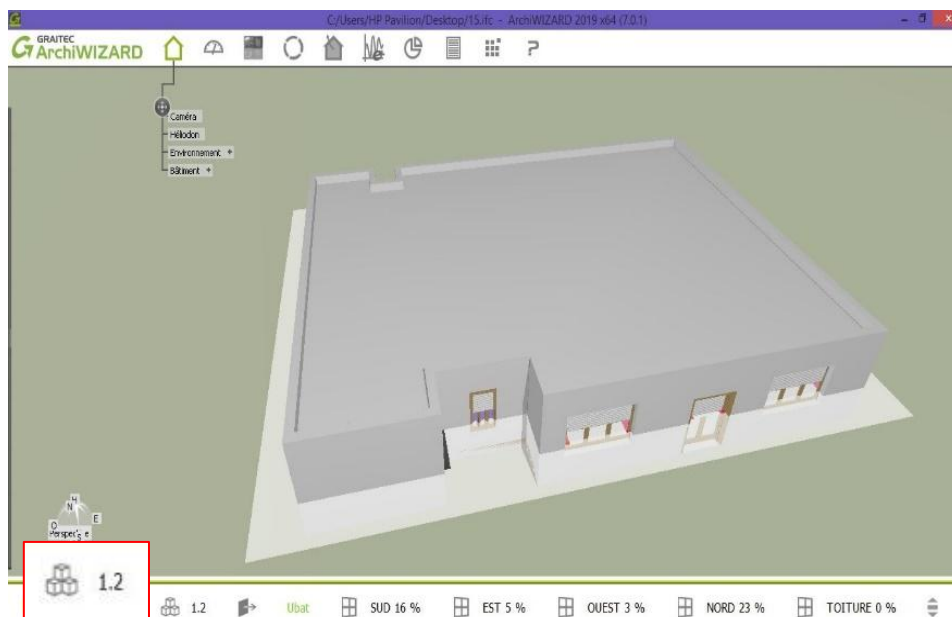 C:/Users/HP Pavilion/Desktop/15.ifc - ArchiWIZARD 2019 x64 (7.0.1)
GRAITEC
ArchiWIZARD
?
Caméra
Héliodon
Environnement +
Bâtiment +
H
N
E
O
S
1.2
1.2
Ubat
SUD 16 %
EST 5 %
OUEST 3 %
NORD 23 %
TOITURE 0 %